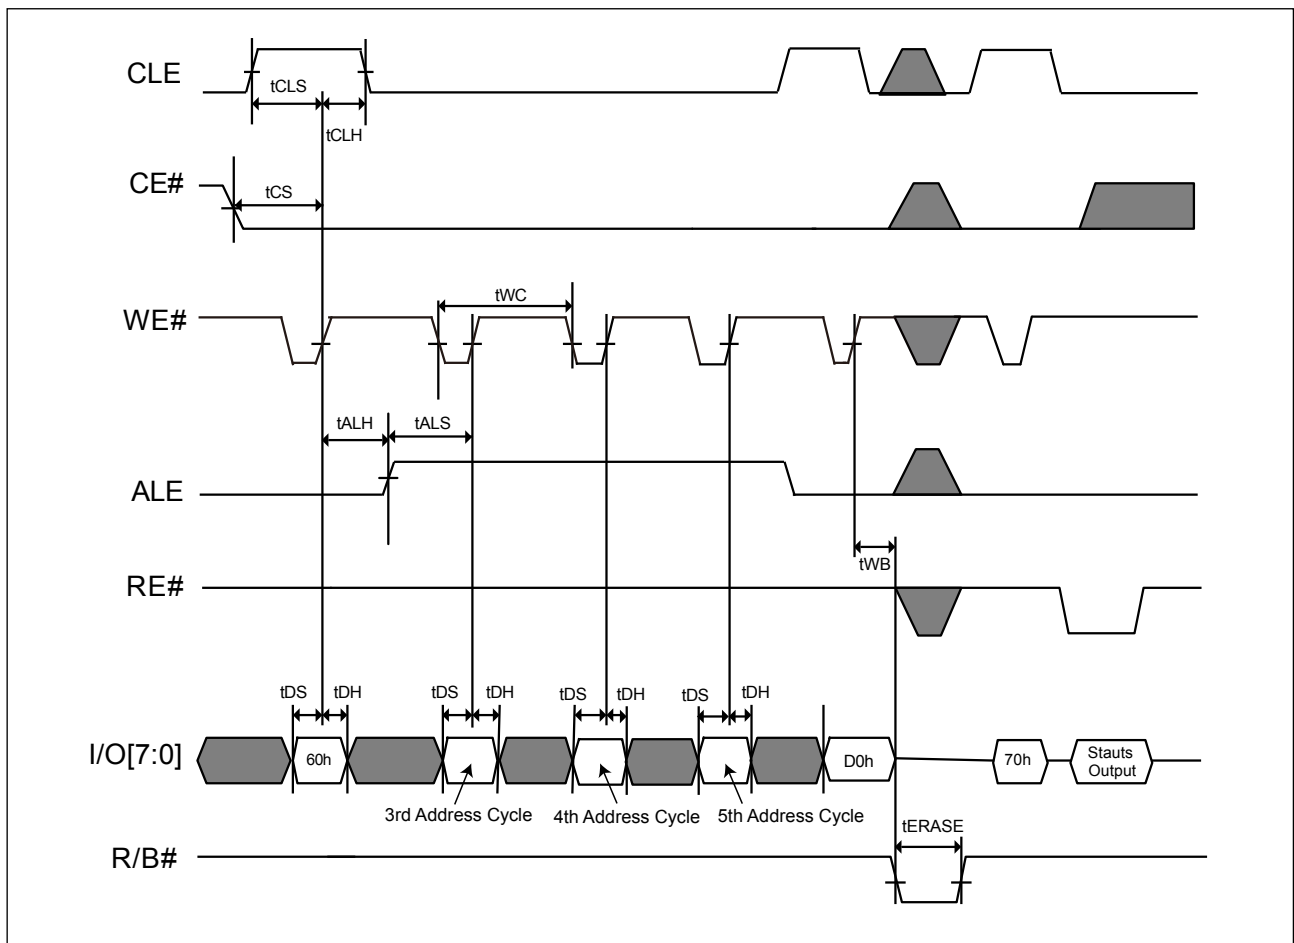 CLE
tCLS
tCLH
CE#
tCS
WE#
tWC
tALH
tALS
ALE
tWB
RE#
tDS
tDH
tDS
tDH
tDS
tDH
tDS
tDH
I/O[7:0]
60h
D0h
70h
Stauts
Output
3rd Address Cycle
4th Address Cycle
5th Address Cycle
tERASE
R/B#